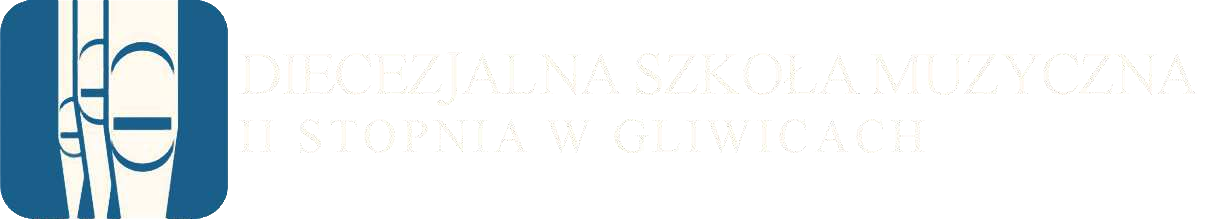 DIECEZJALNA SZKOŁA MUZYCZNA
II STOPNIA W GLIWICACH